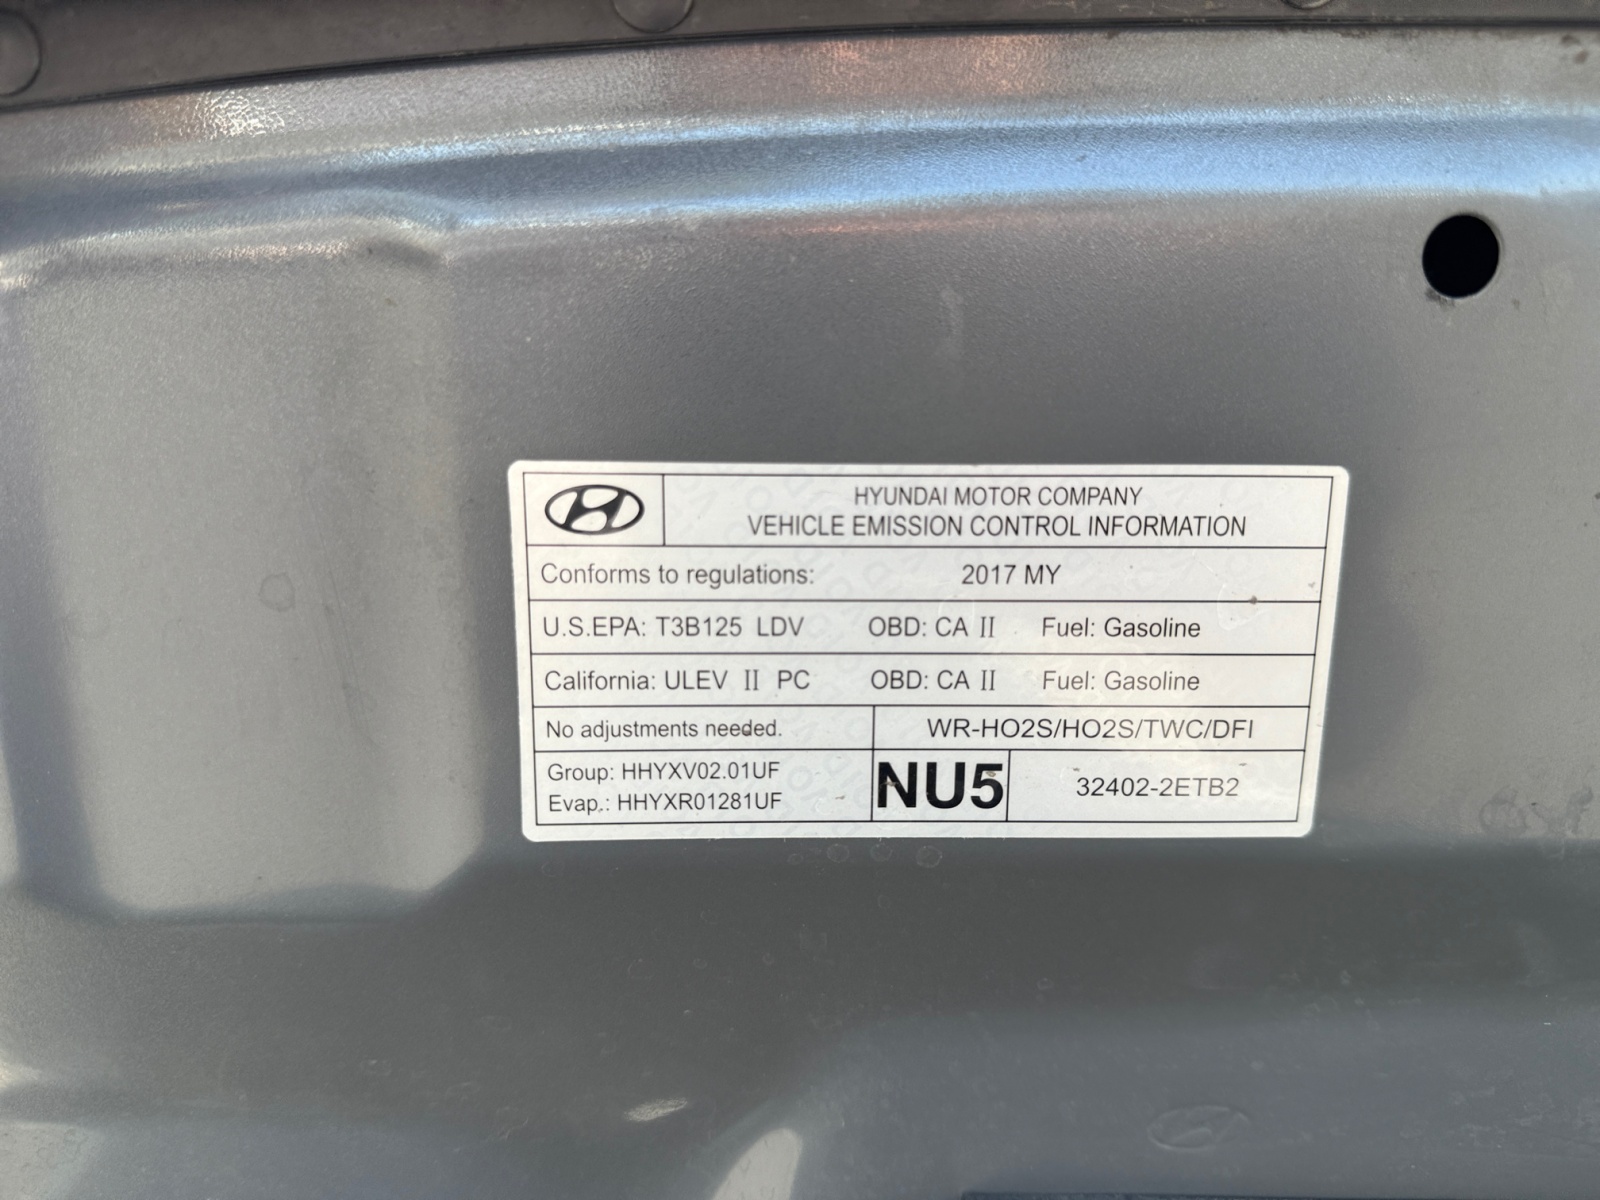 HYUNDAI MOTOR COMPANY
VEHICLE EMISSION CONTROL INFORMATION
Conforms to regulations: 2017 MY
U.S.EPA: T3B125 LDV OBD: CA II Fuel: Gasoline
California: ULEV II PC OBD: CA II Fuel: Gasoline
No adjustments needed. WR-HO2S/HO2S/TWC/DFI
Group: HHYXV02.01UF
Evap.: HHYXR01281UF
NU5
32402-2ETB2